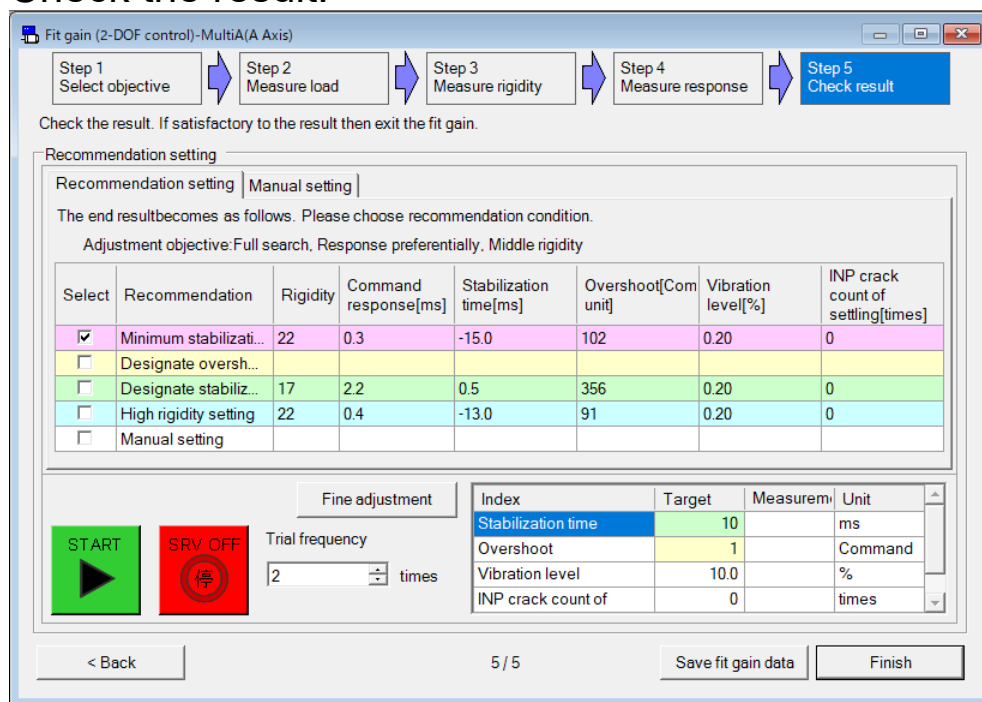 Check the result.
Fit gain (2-DOF control)-MultiA(A Axis)
Step 1
Select objective
Step 2
Measure load
Step 3
Measure rigidity
Step 4
Measure response
Step 5
Check result
Check the result. If satisfactory to the result then exit the fit gain.
Recommendation setting
Recommendation setting Manual setting
The end resultbecomes as follows. Please choose recommendation condition.
Adjustment objective:Full search, Response preferentially, Middle rigidity
Select Recommendation Rigidity Command response[ms] Stabilization time[ms] Overshoot[Com unit] Vibration level[%] INP crack count of settling[times]
Minimum stabilizati... 22 0.3 -15.0 102 0.20 0
Designate oversh...
Designate stabiliz... 17 2.2 0.5 356 0.20 0
High rigidity setting 22 0.4 -13.0 91 0.20 0
Manual setting
Fine adjustment
START
SRV OFF
停
Trial frequency
2 times
Index Target Measurem Unit
Stabilization time 10 ms
Overshoot 1 Command
Vibration level 10.0 %
INP crack count of 0 times
< Back
5 / 5
Save fit gain data
Finish